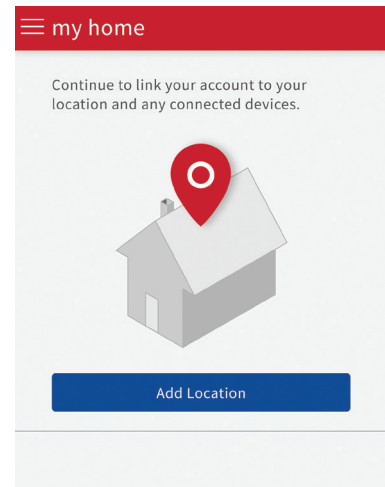 my home
Continue to link your account to your
location and any connected devices.
Add Location